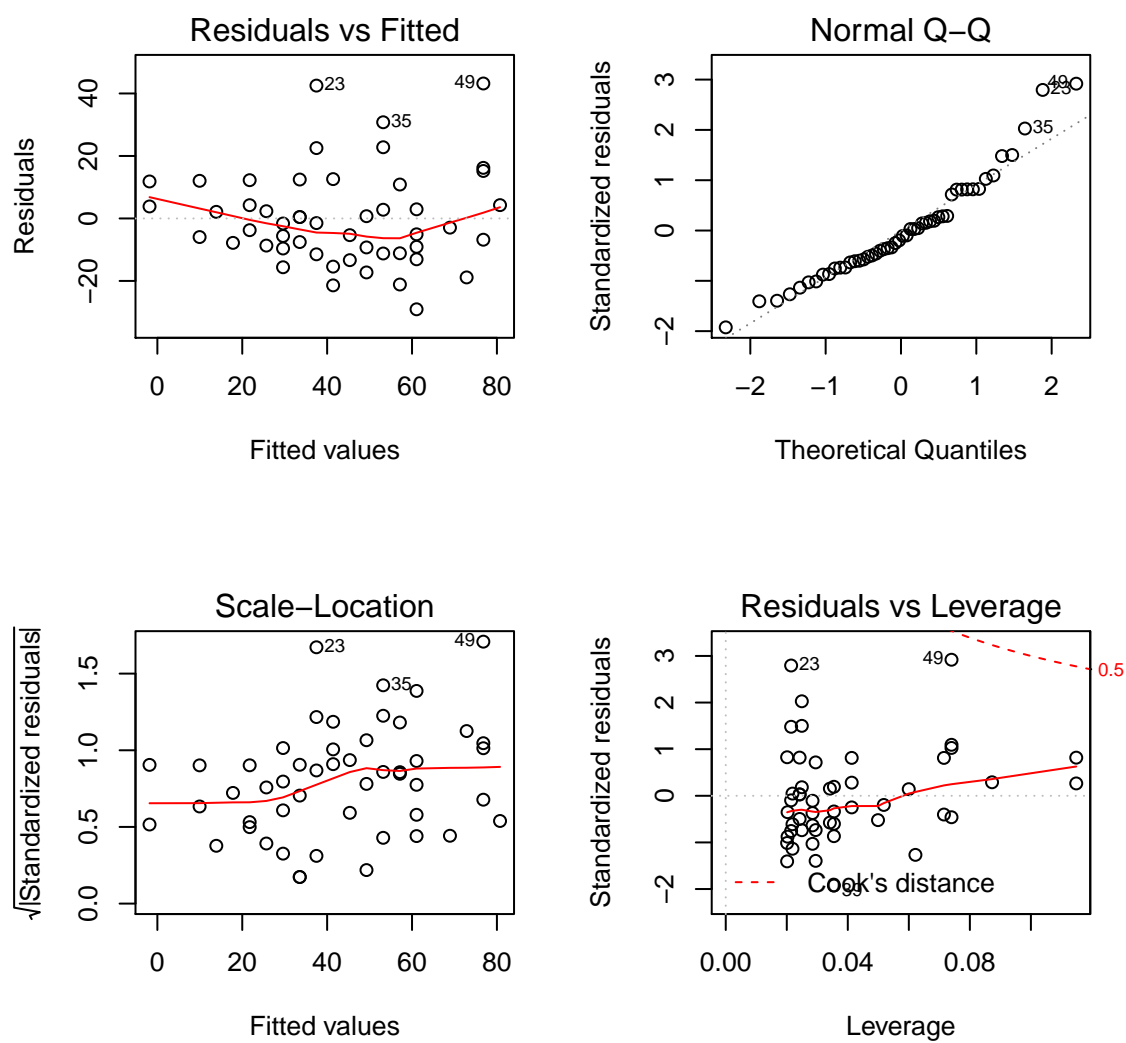 Residuals vs Fitted
Residuals
40
20
0
−20
23
49
35
0 20 40 60 80
Fitted values
Normal Q−Q
Standardized residuals
3
2
1
0
−2
49
23
35
−2 −1 0 1 2
Theoretical Quantiles
Scale−Location
√|Standardized residuals|
1.5
1.0
0.5
0.0
23
49
35
0 20 40 60 80
Fitted values
Residuals vs Leverage
Standardized residuals
3
2
1
0
−2
23
49
0.5
Cook's distance
39
0.00 0.04 0.08
Leverage